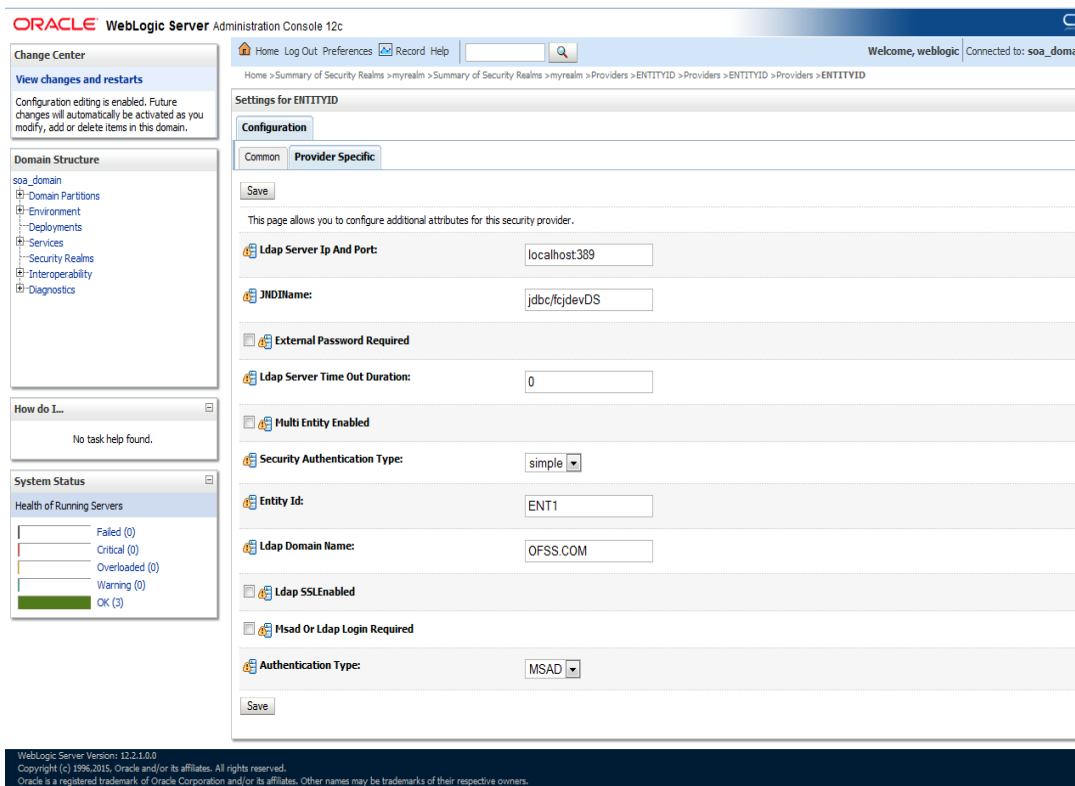 ORACLE WebLogic Server Administration Console 12c
Change Center
View changes and restarts
Configuration editing is enabled. Future
changes will automatically be activated as you
modify, add or delete items in this domain.
Domain Structure
soa_domain
Domain Partitions
Environment
Deployments
Services
Security Realms
Interoperability
Diagnostics
How do I...
No task help found.
System Status
Health of Running Servers
Failed (0)
Critical (0)
Overloaded (0)
Warning (0)
OK (3)
Home Log Out Preferences Record Help
Welcome, weblogic Connected to: soa_doma
Home >Summary of Security Realms >myrealm >Summary of Security Realms >myrealm >Providers >ENTITYID >Providers >ENTITYID >Providers >ENTITYID
Settings for ENTITYID
Configuration
Common Provider Specific
Save
This page allows you to configure additional attributes for this security provider.
Ldap Server Ip And Port: localhost:389
JNDIName: jdbc/fcjdevDS
External Password Required
Ldap Server Time Out Duration: 0
Multi Entity Enabled
Security Authentication Type: simple
Entity Id: ENT1
Ldap Domain Name: OFSS.COM
Ldap SSLEnabled
Msad Or Ldap Login Required
Authentication Type: MSAD
Save
WebLogic Server Version: 12.2.1.0.0
Copyright (c) 1996,2015, Oracle and/or its affiliates. All rights reserved.
Oracle is a registered trademark of Oracle Corporation and/or its affiliates. Other names may be trademarks of their respective owners.